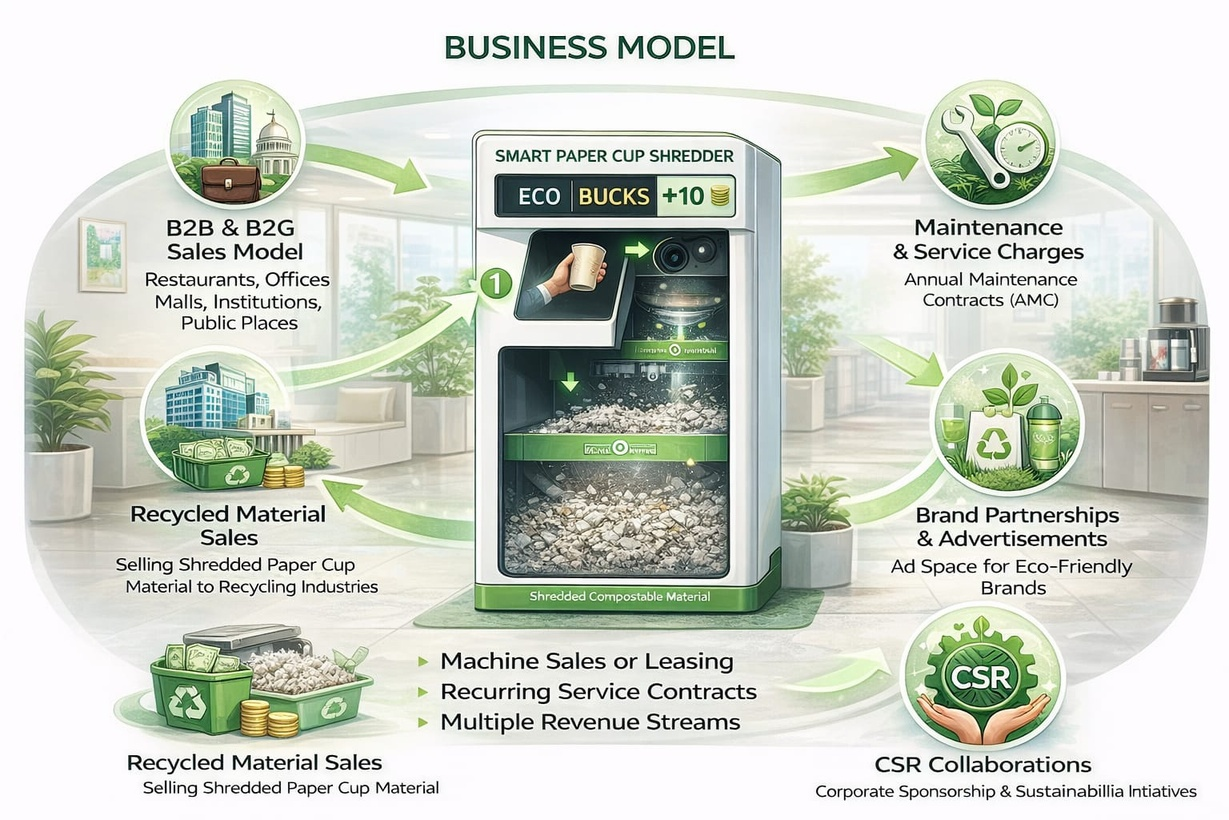 BUSINESS MODEL
B2B & B2G
Sales Model
Restaurants, Offices
Malls, Institutions,
Public Places
Recycled Material
Sales
Selling Shredded Paper Cup
Material to Recycling Industries
Recycled Material Sales
Selling Shredded Paper Cup Material
SMART PAPER CUP SHREDDER
ECO BUCKS +10
1
Shredded Compostable Material
Machine Sales or Leasing
Recurring Service Contracts
Multiple Revenue Streams
Maintenance
& Service Charges
Annual Maintenance
Contracts (AMC)
Brand Partnerships
& Advertisements
Ad Space for Eco-Friendly
Brands
CSR
CSR Collaborations
Corporate Sponsorship & Sustainabillia Intiatives